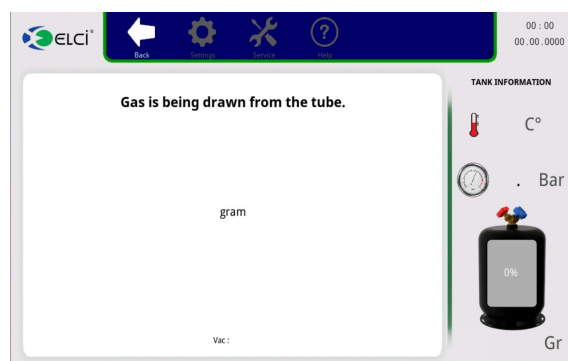 ELCi
Back
Settings
Service
Help
00 : 00
00 .00 .0000
Gas is being drawn from the tube.
gram
Vac :
TANK INFORMATION
C°
. Bar
0%
Gr